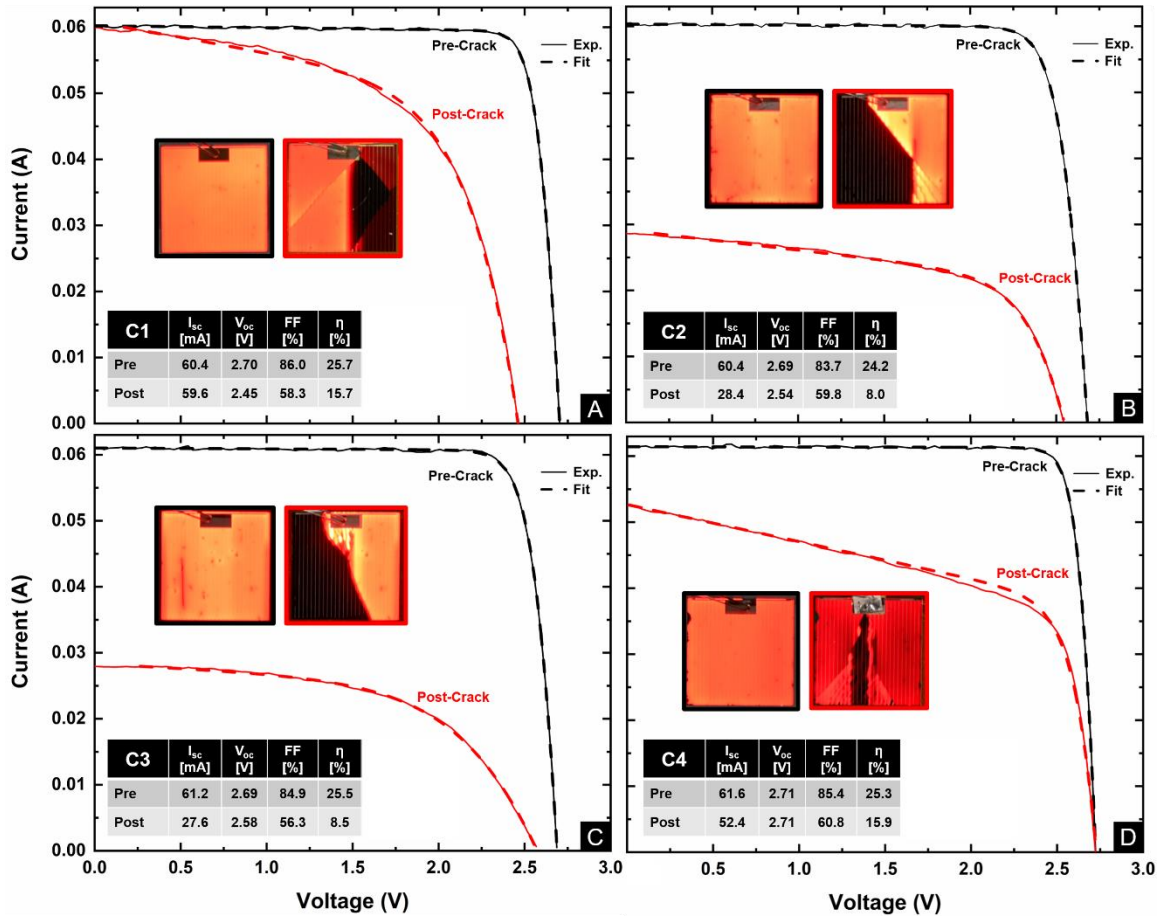 0.06
0.05
0.04
0.03
0.02
0.01
0.00
Current (A)
Pre-Crack
Exp.
Fit
Post-Crack
C1 Isc [mA] Voc [V] FF [%] η [%]
Pre 60.4 2.70 86.0 25.7
Post 59.6 2.45 58.3 15.7
A
Pre-Crack
Exp.
Fit
Post-Crack
C2 Isc [mA] Voc [V] FF [%] η [%]
Pre 60.4 2.69 83.7 24.2
Post 28.4 2.54 59.8 8.0
B
0.06
0.05
0.04
0.03
0.02
0.01
0.00
Current (A)
Pre-Crack
Exp.
Fit
Post-Crack
C3 Isc [mA] Voc [V] FF [%] η [%]
Pre 61.2 2.69 84.9 25.5
Post 27.6 2.58 56.3 8.5
C
0.0 0.5 1.0 1.5 2.0 2.5 3.0
Voltage (V)
Pre-Crack
Exp.
Fit
Post-Crack
C4 Isc [mA] Voc [V] FF [%] η [%]
Pre 61.6 2.71 85.4 25.3
Post 52.4 2.71 60.8 15.9
D
0.5 1.0 1.5 2.0 2.5 3.0
Voltage (V)